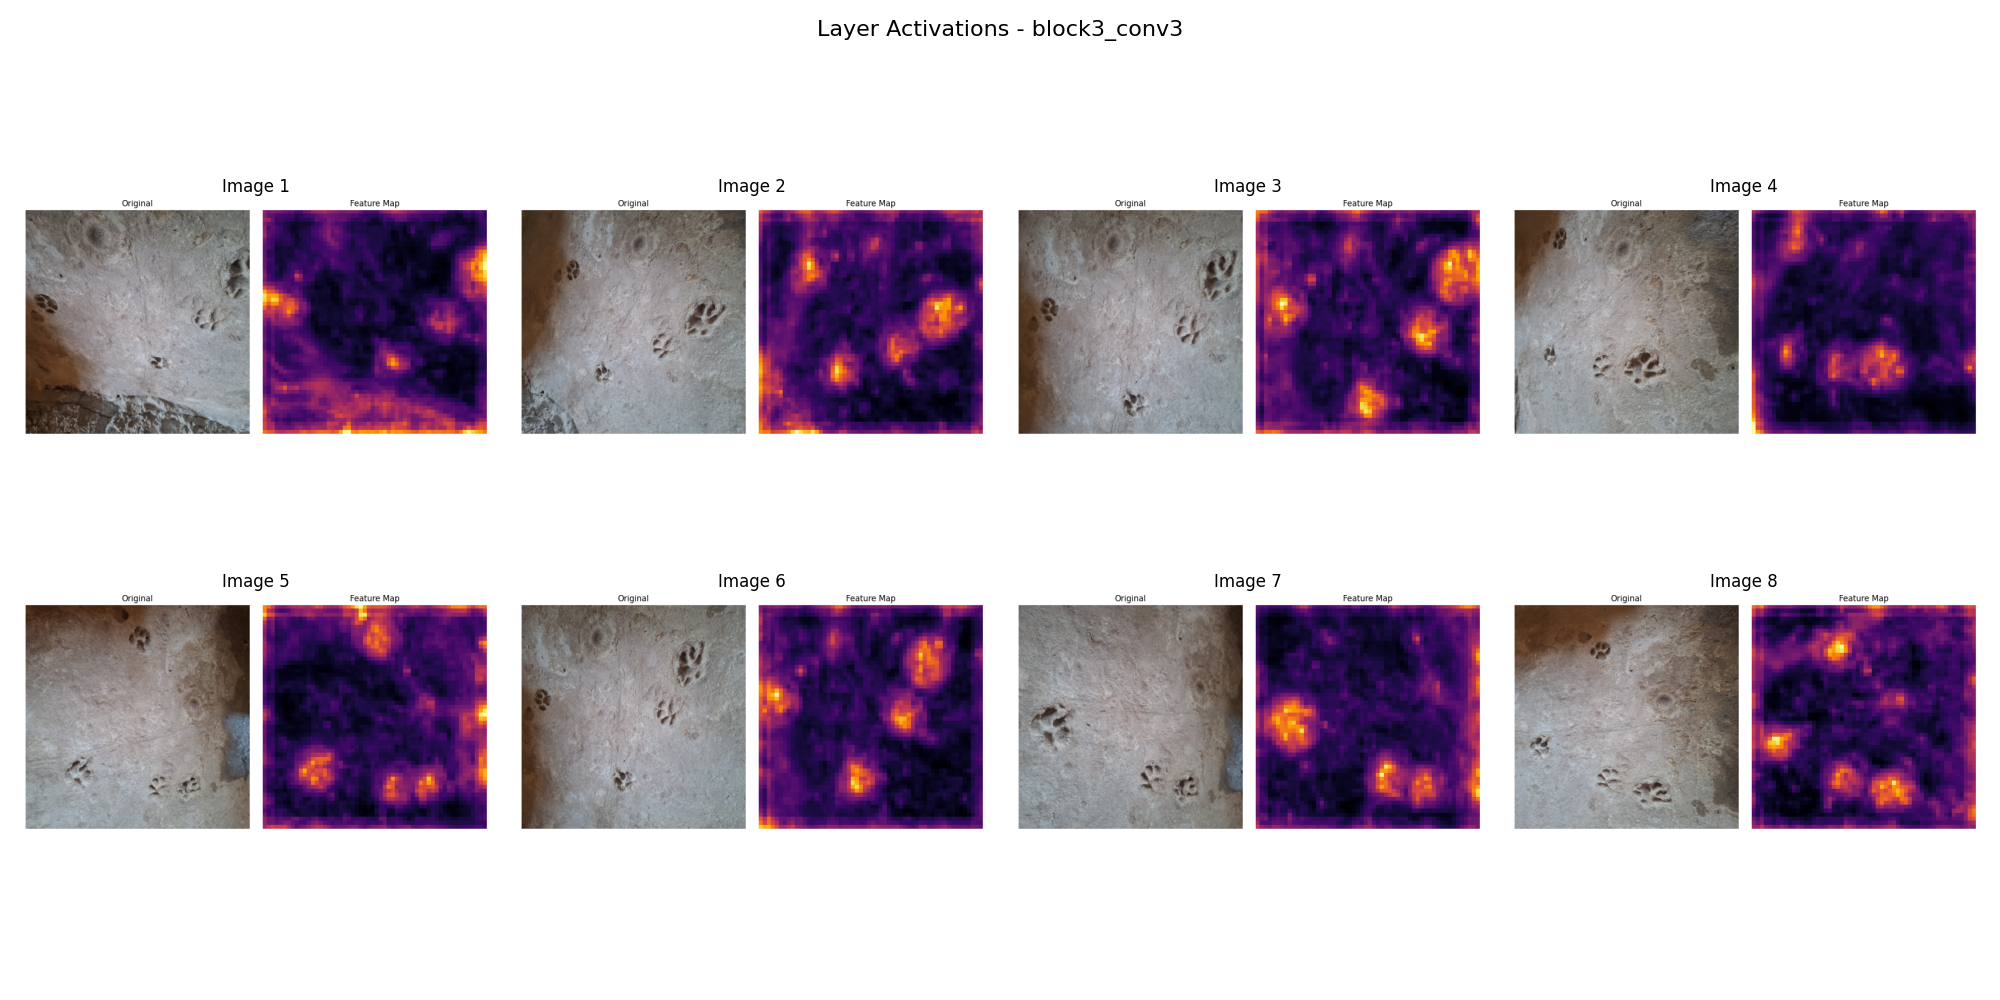 Layer Activations - block3_conv3
Image 1
Image 2
Image 3
Image 4
Original
Feature Map
Original
Feature Map
Original
Feature Map
Original
Feature Map
Image 5
Image 6
Image 7
Image 8
Original
Feature Map
Original
Feature Map
Original
Feature Map
Original
Feature Map